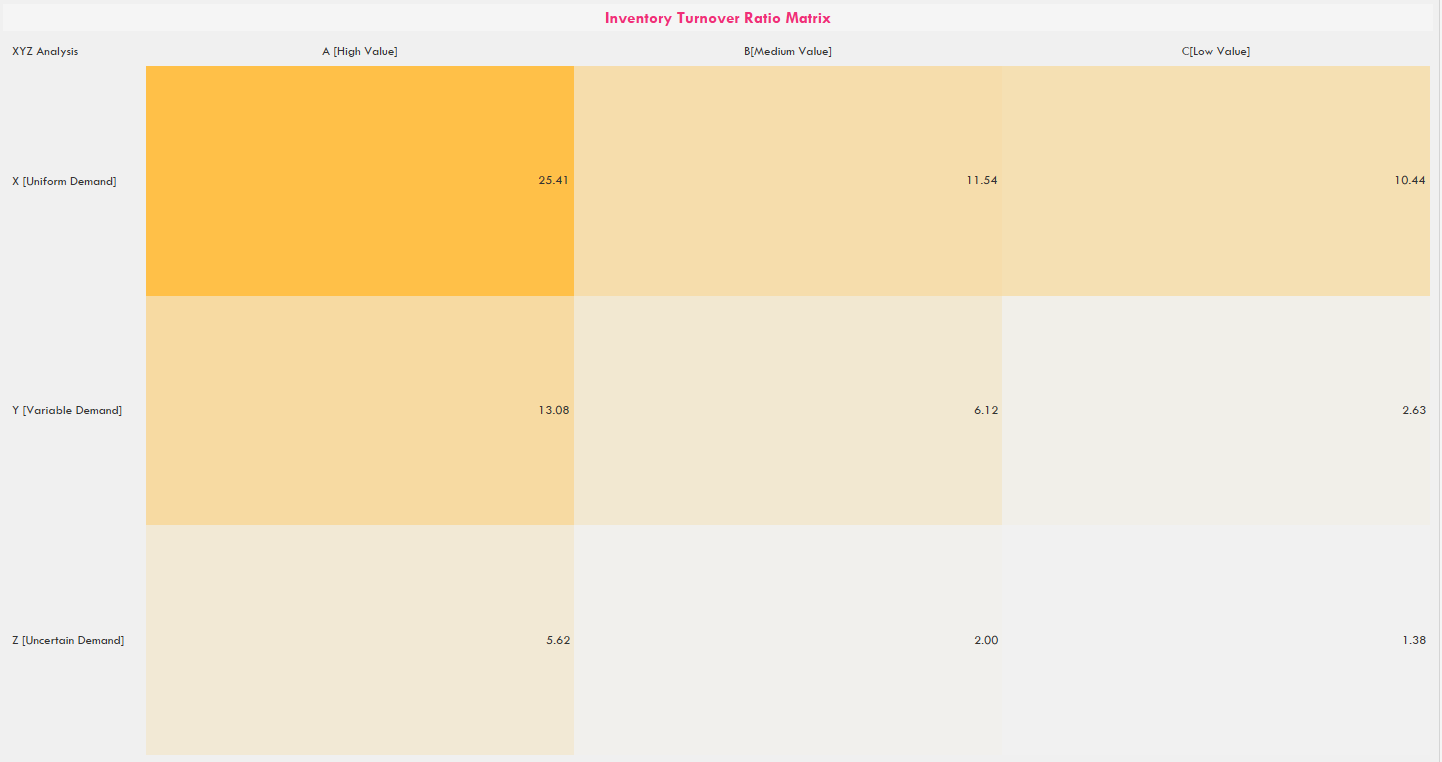 Inventory Turnover Ratio Matrix
XYZ Analysis A [High Value] B[Medium Value] C[Low Value]
X [Uniform Demand] 25.41 11.54 10.44
Y [Variable Demand] 13.08 6.12 2.63
Z [Uncertain Demand] 5.62 2.00 1.38